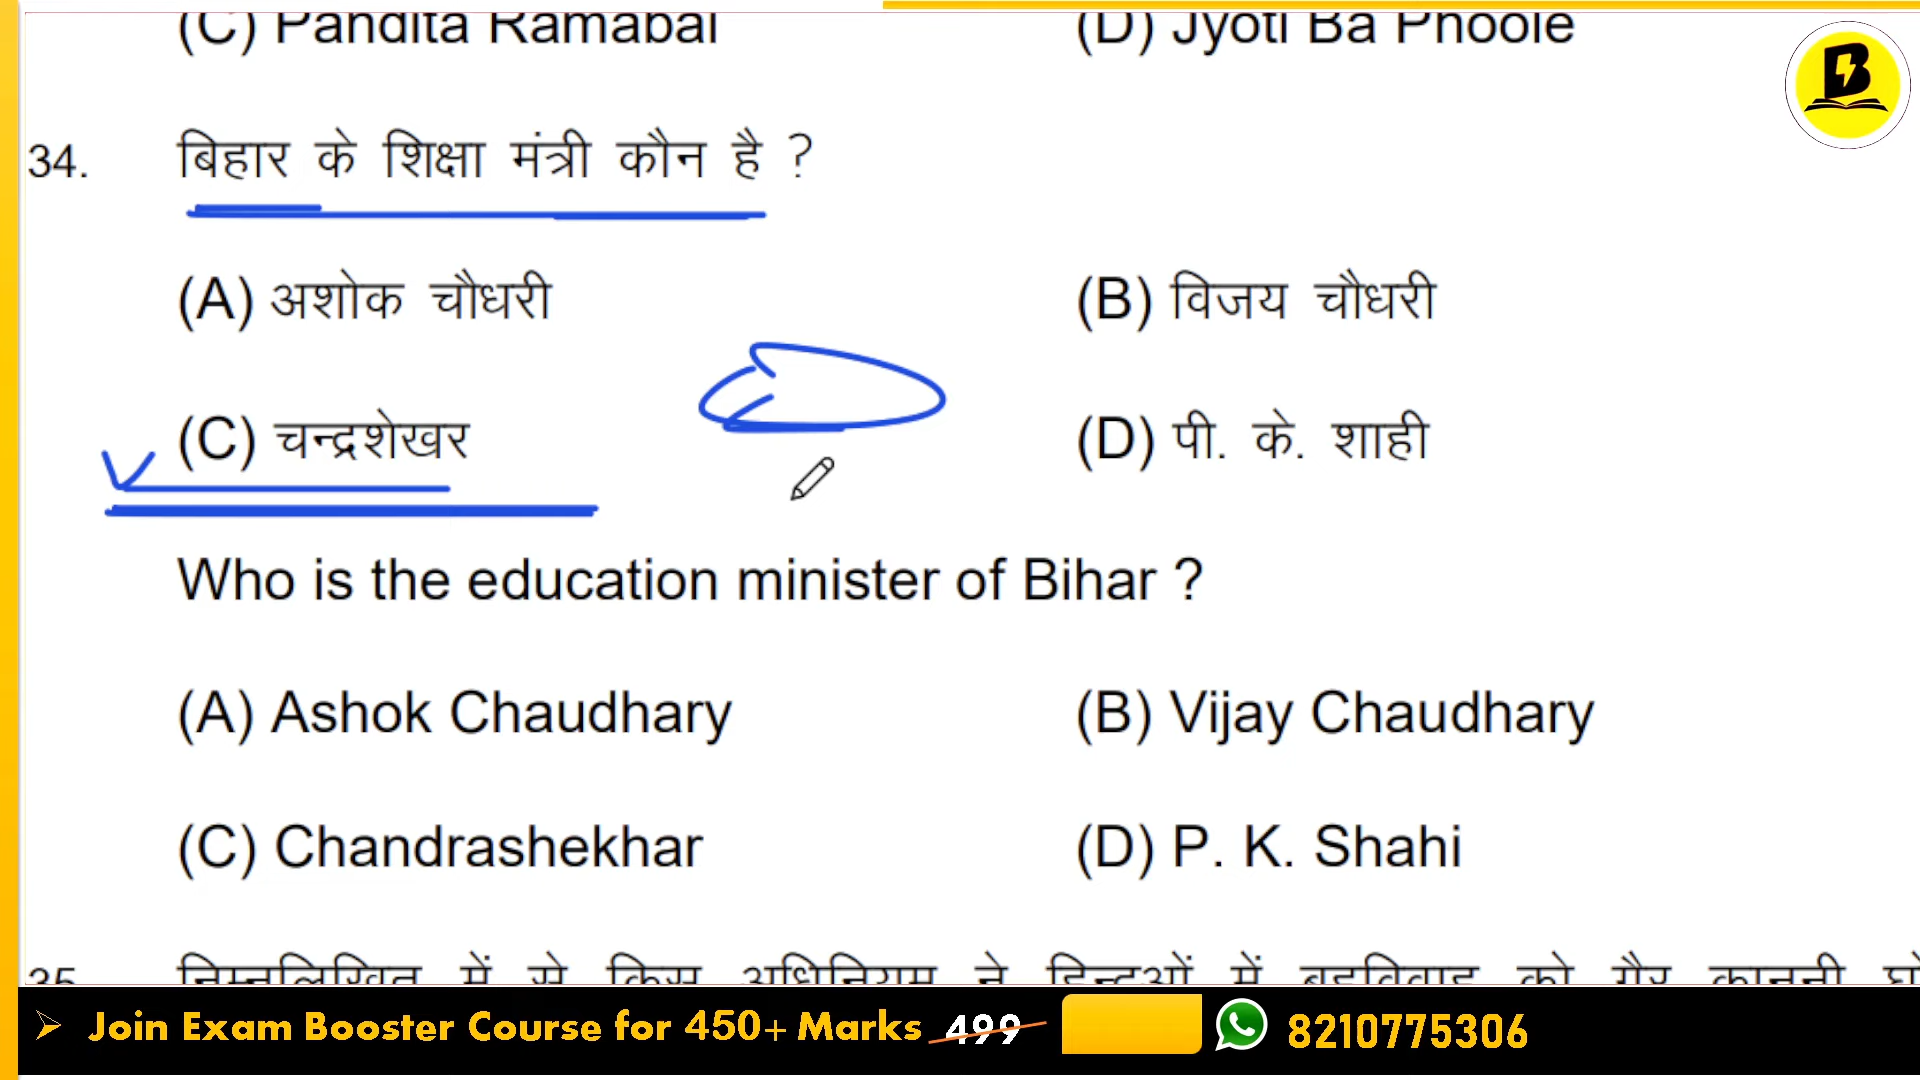 (C) Pandita Ramabai (D) Jyoti Ba Phoole
34. बिहार के शिक्षा मंत्री कौन है ?
(A) अशोक चौधरी (B) विजय चौधरी
(C) चन्द्रशेखर (D) पी. के. शाही
Who is the education minister of Bihar ?
(A) Ashok Chaudhary (B) Vijay Chaudhary
(C) Chandrashekhar (D) P. K. Shahi
35. निम्नलिखित में से किस अधिनियम ने हिन्दुओं में बहुविवाह को गैर कानूनी
Join Exam Booster Course for 450+ Marks 499 8210775306